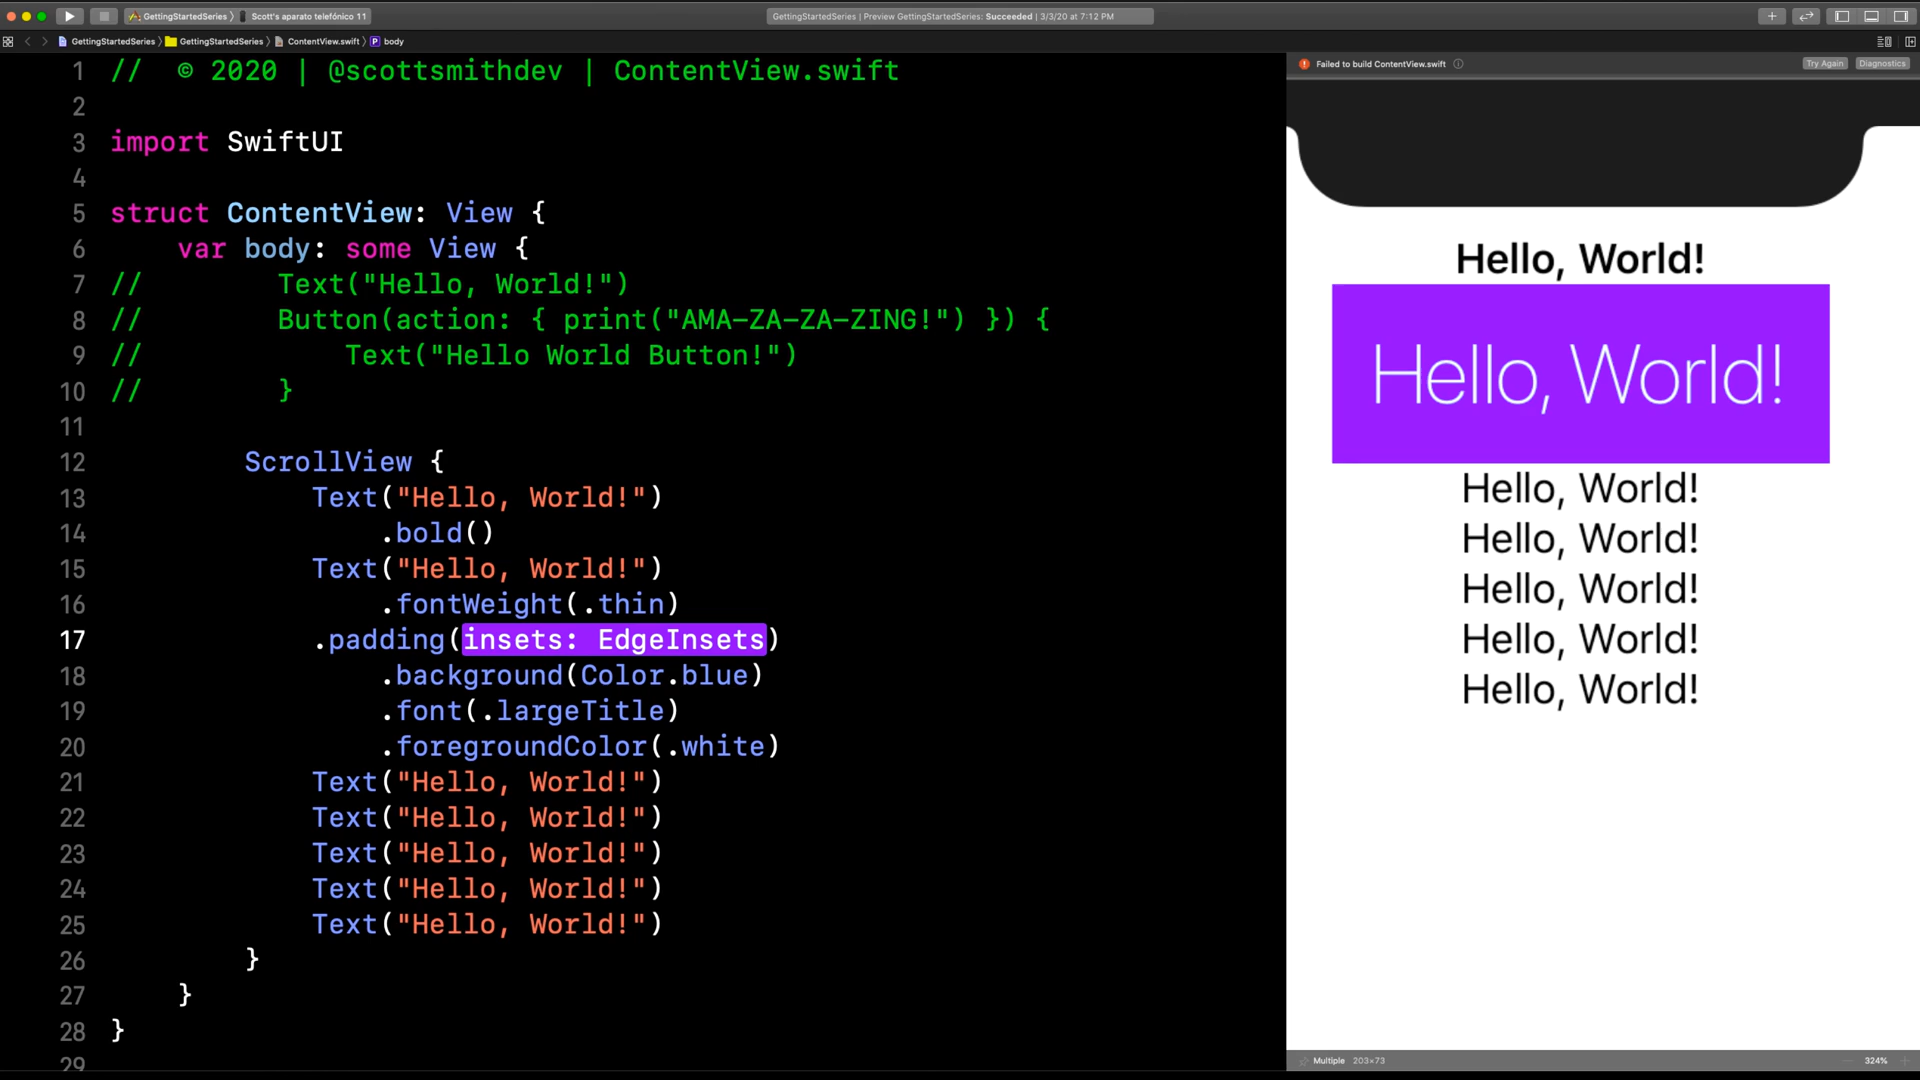 GettingStartedSeries Scott's aparato telefónico 11
GettingStartedSeries | Preview GettingStartedSeries: Succeeded | 3/3/20 at 7:12 PM
GettingStartedSeries GettingStartedSeries ContentView.swift P body
1 // © 2020 | @scottsmithdev | ContentView.swift
2
3 import SwiftUI
4
5 struct ContentView: View {
6 var body: some View {
7 // Text("Hello, World!")
8 // Button(action: { print("AMA-ZA-ZA-ZING!") }) {
9 // Text("Hello World Button!")
10 // }
11
12 ScrollView {
13 Text("Hello, World!")
14 .bold()
15 Text("Hello, World!")
16 .fontWeight(.thin)
17 .padding(insets: EdgeInsets)
18 .background(Color.blue)
19 .font(.largeTitle)
20 .foregroundColor(.white)
21 Text("Hello, World!")
22 Text("Hello, World!")
23 Text("Hello, World!")
24 Text("Hello, World!")
25 Text("Hello, World!")
26 }
27 }
28 }
29
Failed to build ContentView.swift Try Again Diagnostics
Hello, World!
Hello, World!
Hello, World!
Hello, World!
Hello, World!
Hello, World!
Hello, World!
Multiple 203×73 324%